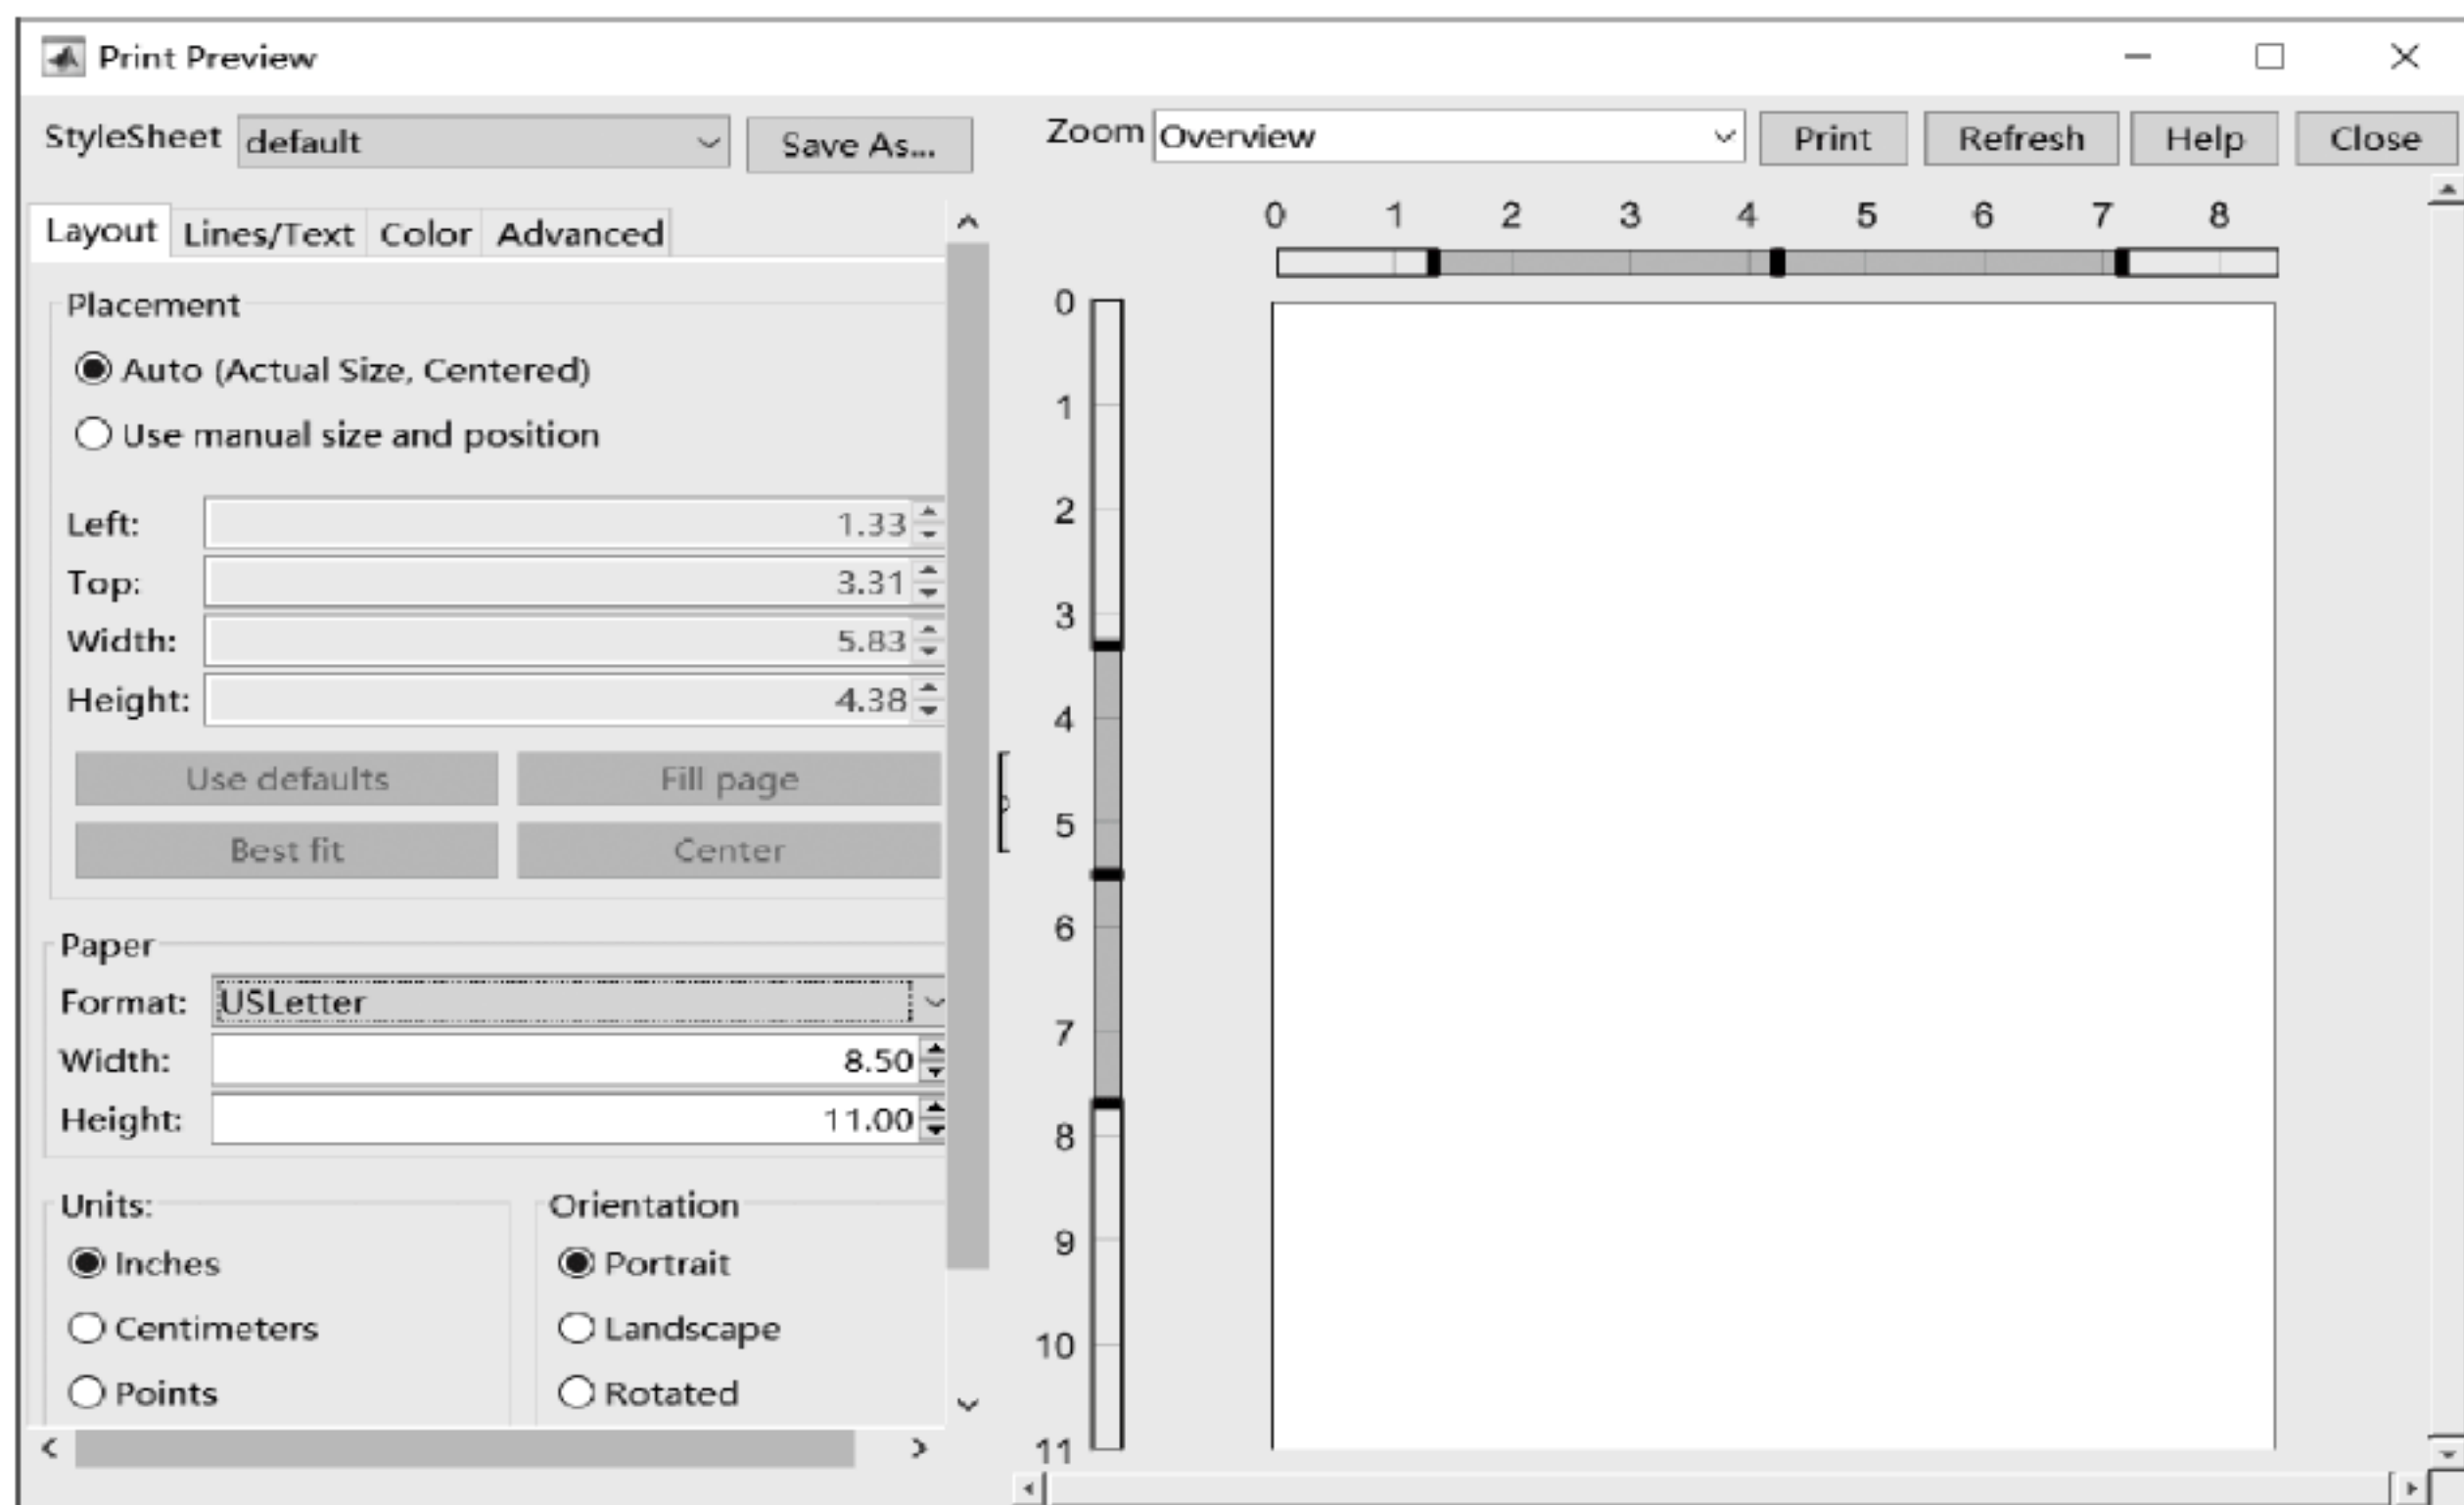 Print Preview
StyleSheet default Save As... Zoom Overview Print Refresh Help Close
Layout Lines/Text Color Advanced
Placement
Auto (Actual Size, Centered)
Use manual size and position
Left: 1.33
Top: 3.31
Width: 5.83
Height: 4.38
Use defaults Fill page
Best fit Center
Paper
Format: USLetter
Width: 8.50
Height: 11.00
Units: Orientation
Inches Portrait
Centimeters Landscape
Points Rotated
0 1 2 3 4 5 6 7 8
0
1
2
3
4
5
6
7
8
9
10
11